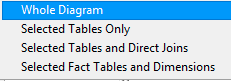 Whole Diagram
Selected Tables Only
Selected Tables and Direct Joins
Selected Fact Tables and Dimensions